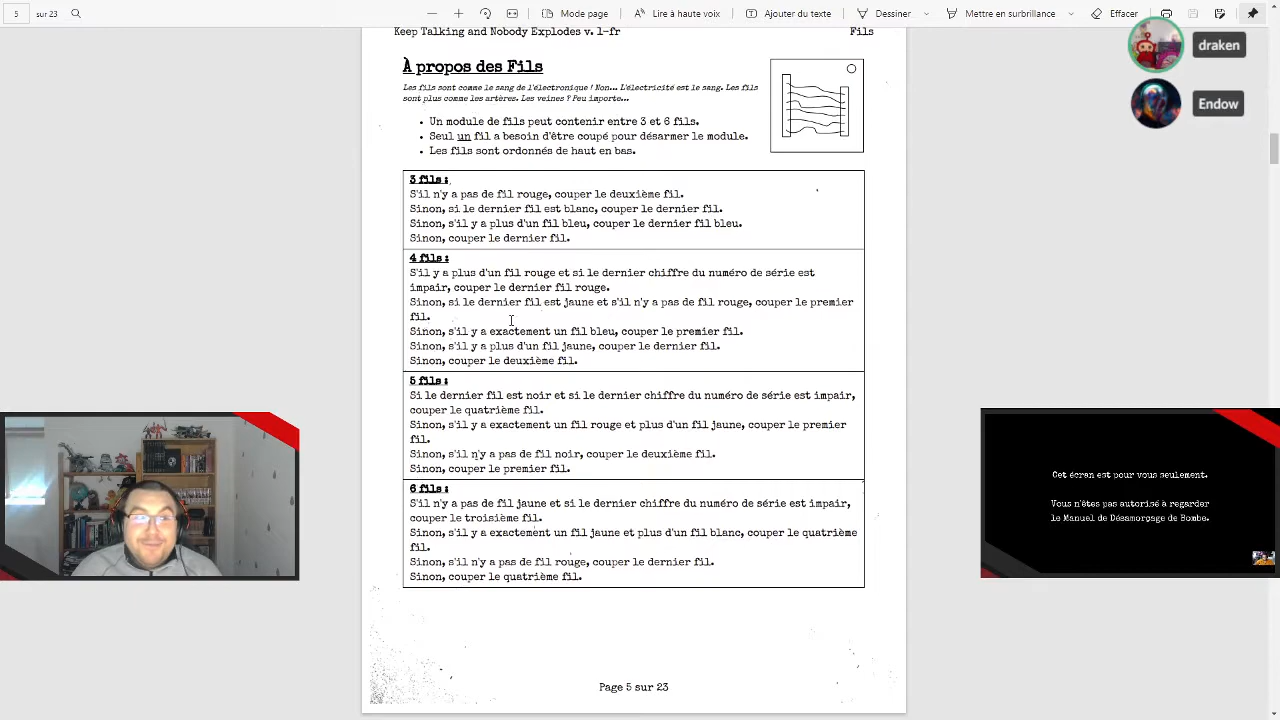 5
sur 23
Mode page
Lire à haute voix
Ajouter du texte
Dessiner
Mettre en surbrillance
Effacer
draken
Endow
Keep Talking and Nobody Explodes v. 1-fr
Fils
À propos des Fils
Les fils sont comme le sang de l'électronique ! Non... L'électricité est le sang. Les fils
sont plus comme les artères. Les veines ? Peu importe...
• Un module de fils peut contenir entre 3 et 6 fils.
• Seul un fil a besoin d'être coupé pour désarmer le module.
• Les fils sont ordonnés de haut en bas.
3 fils :
S'il n'y a pas de fil rouge, couper le deuxième fil.
Sinon, si le dernier fil est blanc, couper le dernier fil.
Sinon, s'il y a plus d'un fil bleu, couper le dernier fil bleu.
Sinon, couper le dernier fil.
4 fils :
S'il y a plus d'un fil rouge et si le dernier chiffre du numéro de série est
impair, couper le dernier fil rouge.
Sinon, si le dernier fil est jaune et s'il n'y a pas de fil rouge, couper le premier
fil.
Sinon, s'il y a exactement un fil bleu, couper le premier fil.
Sinon, s'il y a plus d'un fil jaune, couper le dernier fil.
Sinon, couper le deuxième fil.
5 fils :
Si le dernier fil est noir et si le dernier chiffre du numéro de série est impair,
couper le quatrième fil.
Sinon, s'il y a exactement un fil rouge et plus d'un fil jaune, couper le premier
fil.
Sinon, s'il n'y a pas de fil noir, couper le deuxième fil.
Sinon, couper le premier fil.
6 fils :
S'il n'y a pas de fil jaune et si le dernier chiffre du numéro de série est impair,
couper le troisième fil.
Sinon, s'il y a exactement un fil jaune et plus d'un fil blanc, couper le quatrième
fil.
Sinon, s'il n'y a pas de fil rouge, couper le dernier fil.
Sinon, couper le quatrième fil.
Page 5 sur 23
Cet écran est pour vous seulement.
Vous n'êtes pas autorisé à regarder
le Manuel de Désamorçage de Bombe.